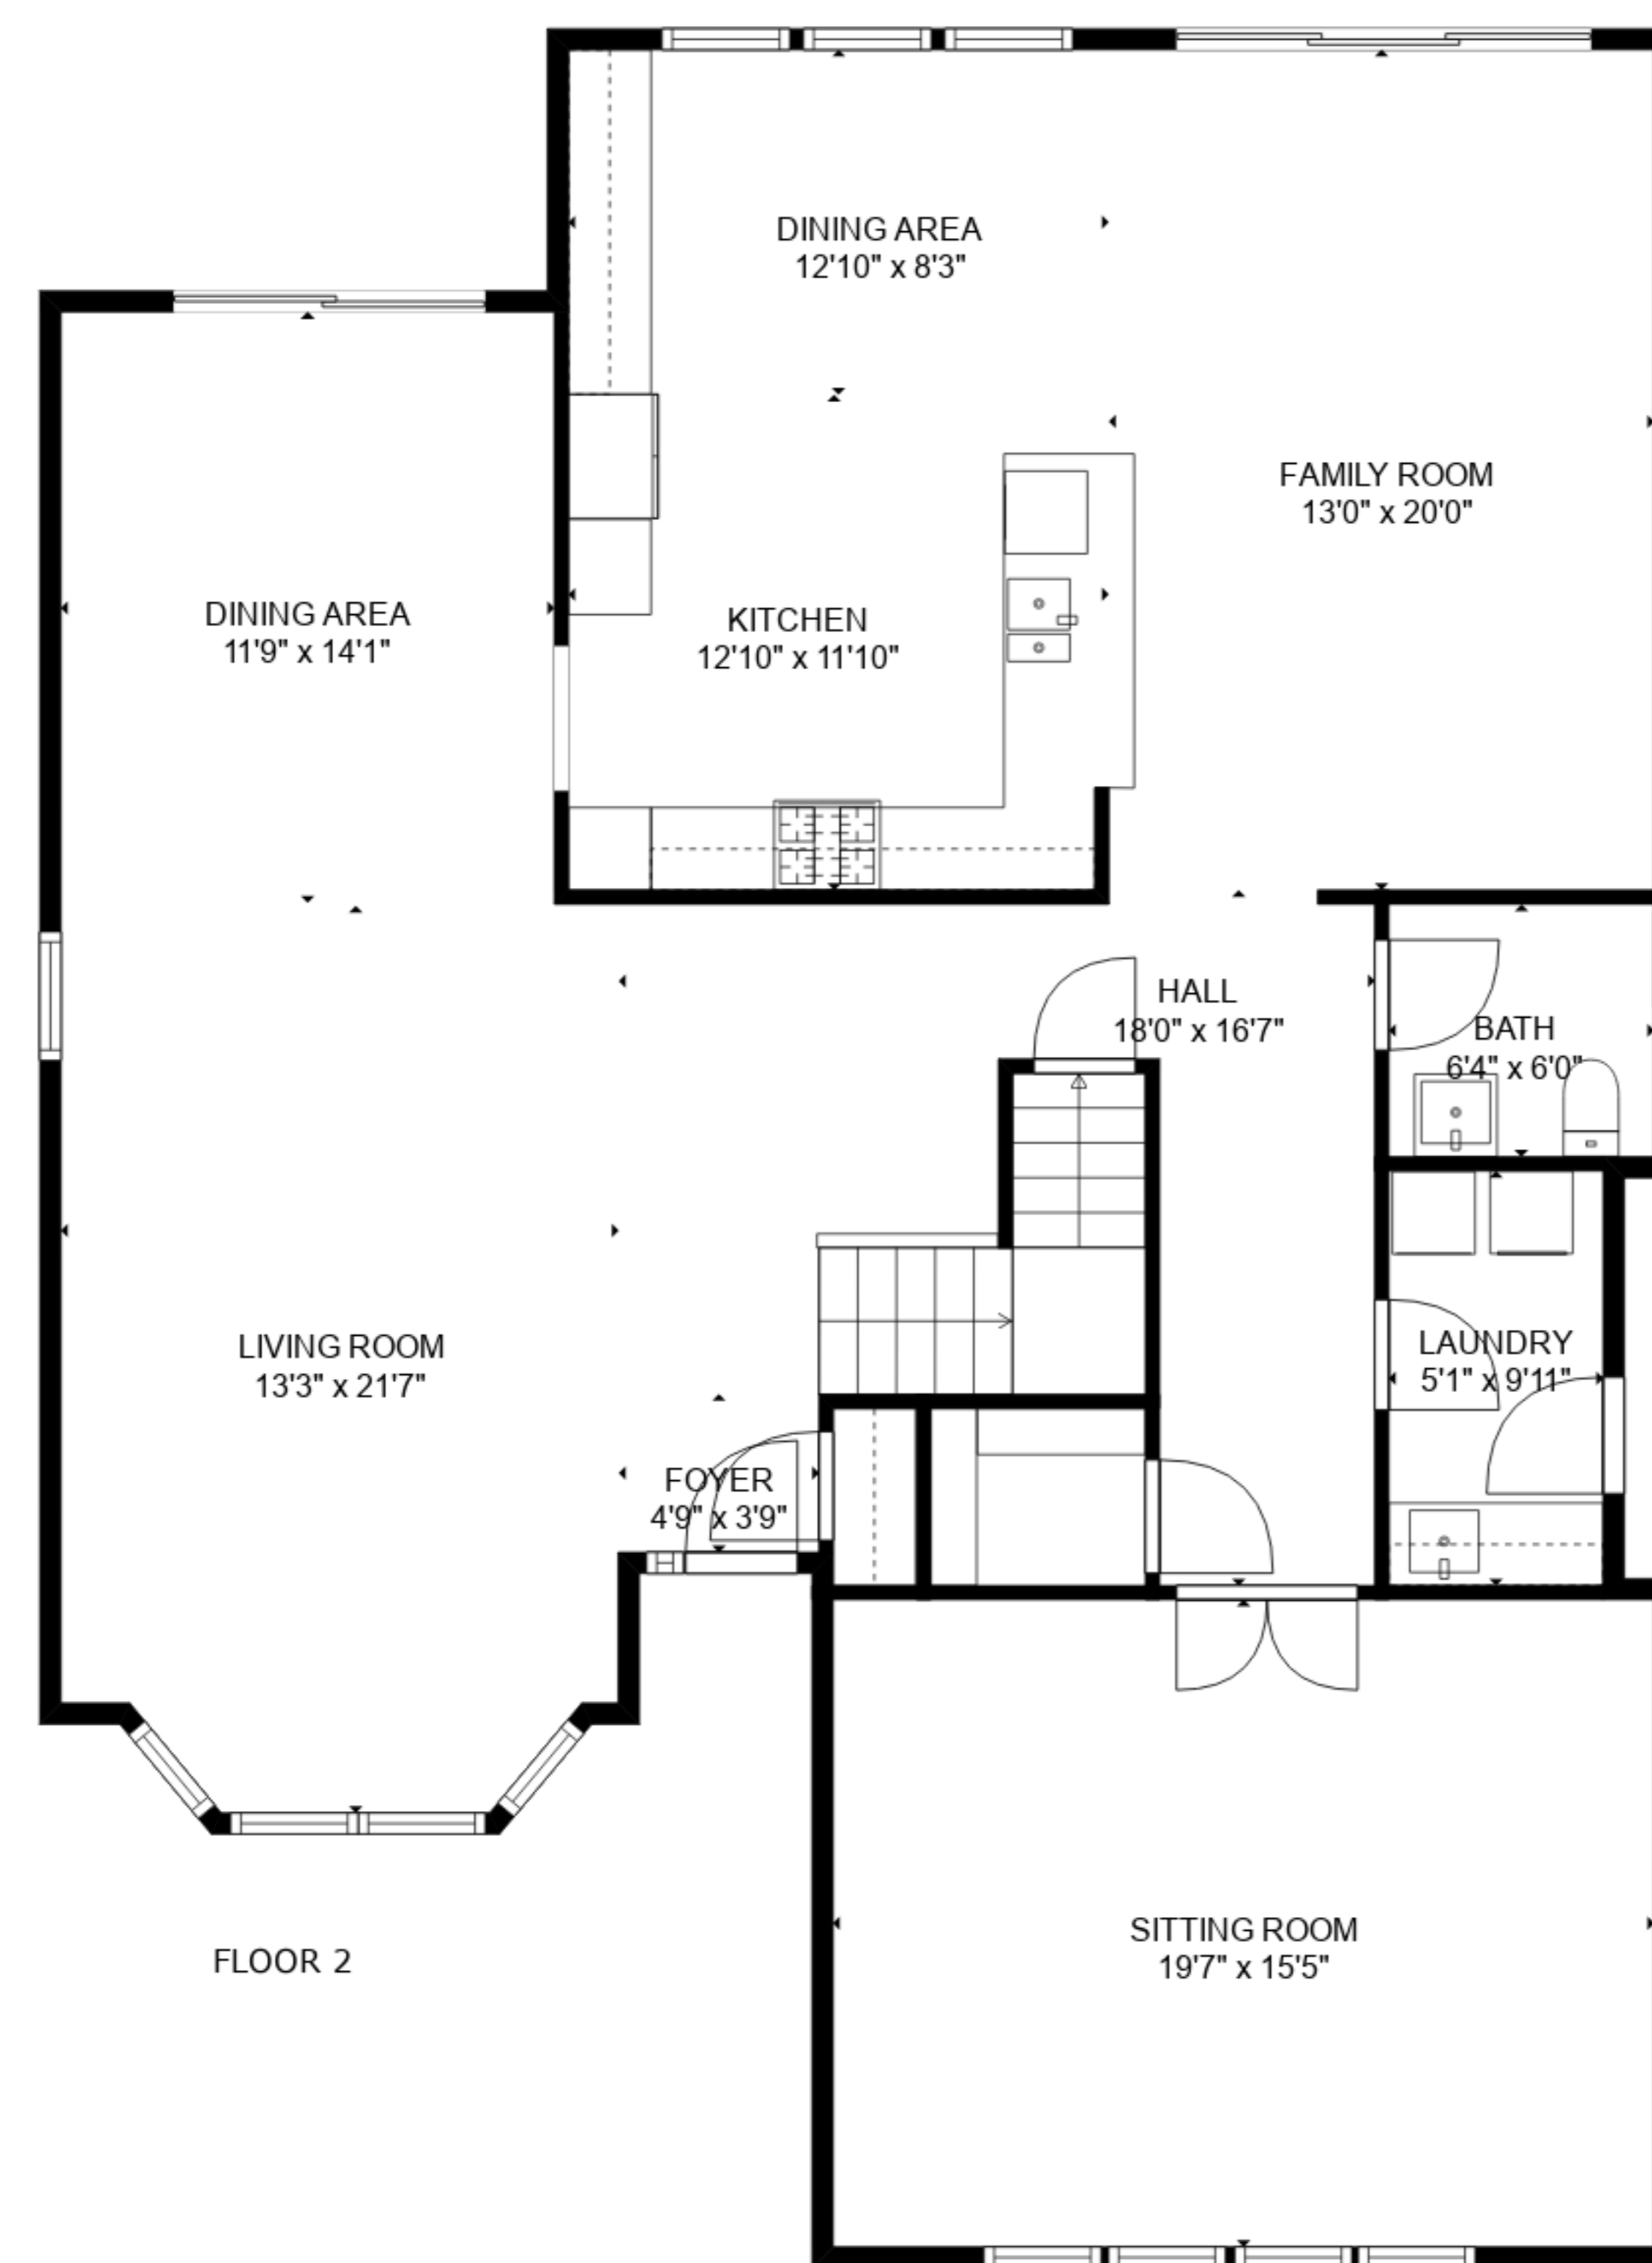 DINING AREA
12'10" x 8'3"
FAMILY ROOM
13'0" x 20'0"
DINING AREA
11'9" x 14'1"
KITCHEN
12'10" x 11'10"
HALL
18'0" x 16'7"
BATH
6'4" x 6'0"
LIVING ROOM
13'3" x 21'7"
LAUNDRY
5'1" x 9'11"
FOYER
4'9" x 3'9"
SITTING ROOM
19'7" x 15'5"
FLOOR 2